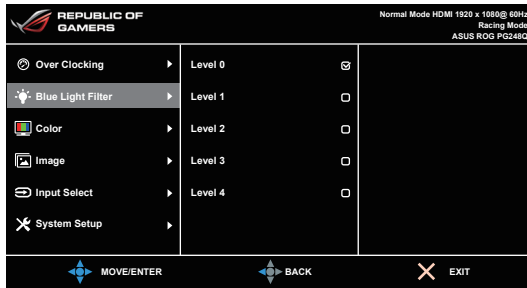 REPUBLIC OF
GAMERS
Normal Mode HDMI 1920 x 1080@ 60Hz
Racing Mode
ASUS ROG PG248Q
Over Clocking
Level 0
Blue Light Filter
Level 1
Color
Level 2
Image
Level 3
Input Select
Level 4
System Setup
MOVE/ENTER
BACK
EXIT